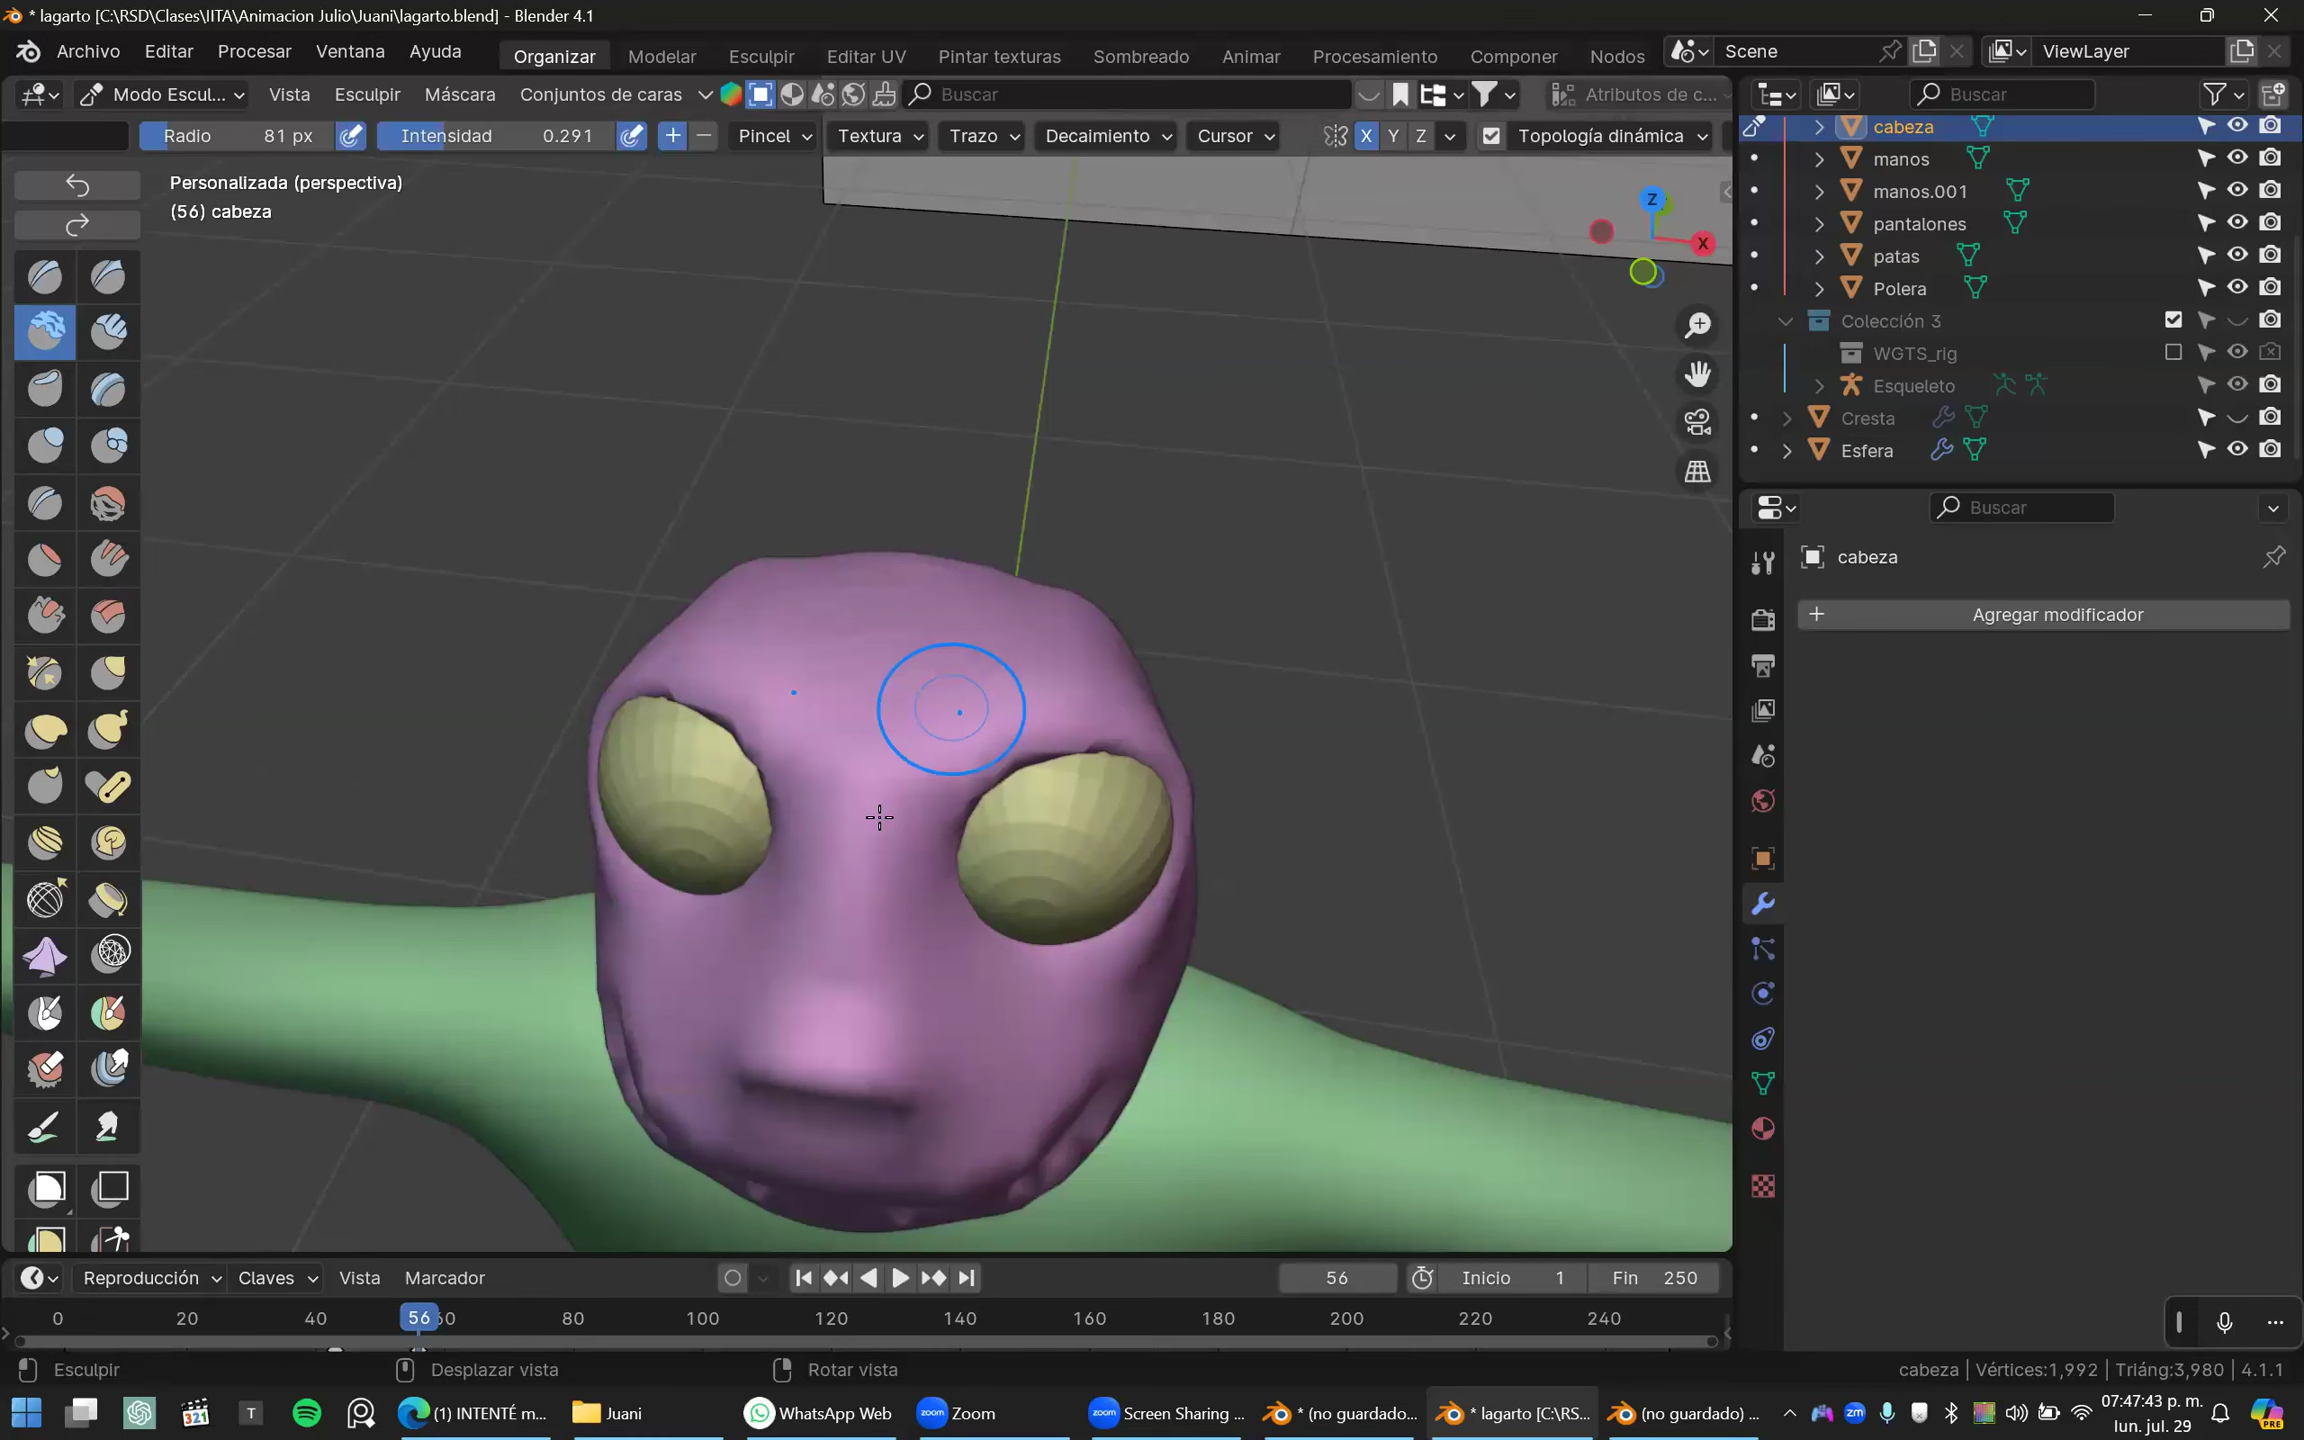 * lagarto [C:\RSD\Clases\IITA\Animacion Julio\Juani\lagarto.blend] - Blender 4.1
Archivo Editar Procesar Ventana Ayuda Organizar Modelar Esculpir Editar UV Pintar texturas Sombreado Animar Procesamiento Componer Nodos Scene ViewLayer
Modo Escul... Vista Esculpir Máscara Conjuntos de caras Buscar Atributos de c... Buscar
Radio 81 px Intensidad 0.291 Pincel Textura Trazo Decaimiento Cursor X Y Z Topología dinámica
Personalizada (perspectiva)
(56) cabeza
Z
X
cabeza
manos
manos.001
pantalones
patas
Polera
Colección 3
WGTS_rig
Esqueleto
Cresta
Esfera
Buscar
cabeza
Agregar modificador
Reproducción Claves Vista Marcador 56 Inicio 1 Fin 250
0 20 40 56 60 80 100 120 140 160 180 200 220 240
Esculpir Desplazar vista Rotar vista cabeza | Vértices:1,992 | Triáng:3,980 | 4.1.1
321 T (1) INTENTÉ m... Juani WhatsApp Web zoom Zoom zoom Screen Sharing ... * (no guardado... * lagarto [C:\RS... (no guardado) ... zm 07:47:43 p. m.
lun. jul. 29
PRE